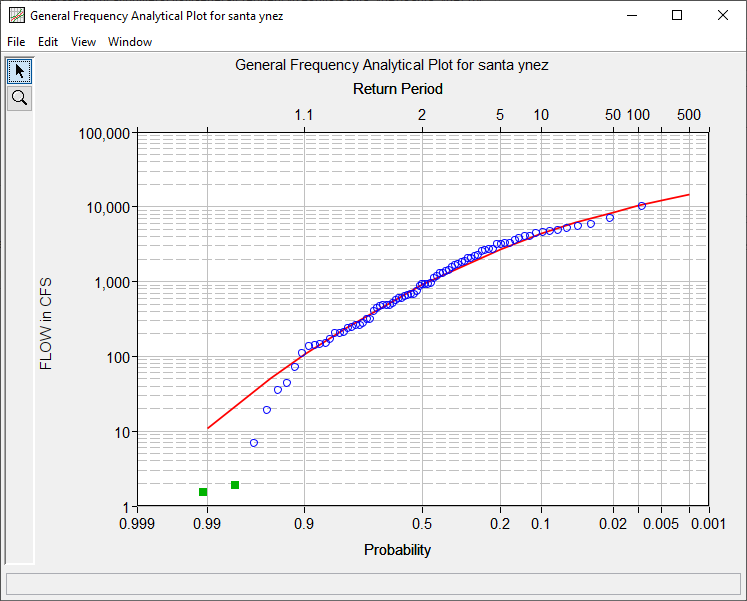 General Frequency Analytical Plot for santa ynez
File Edit View Window
General Frequency Analytical Plot for santa ynez
Return Period
1.1 2 5 10 50 100 500
100,000
10,000
1,000
100
10
1
FLOW in CFS
0.999 0.99 0.9 0.5 0.2 0.1 0.02 0.005 0.001
Probability